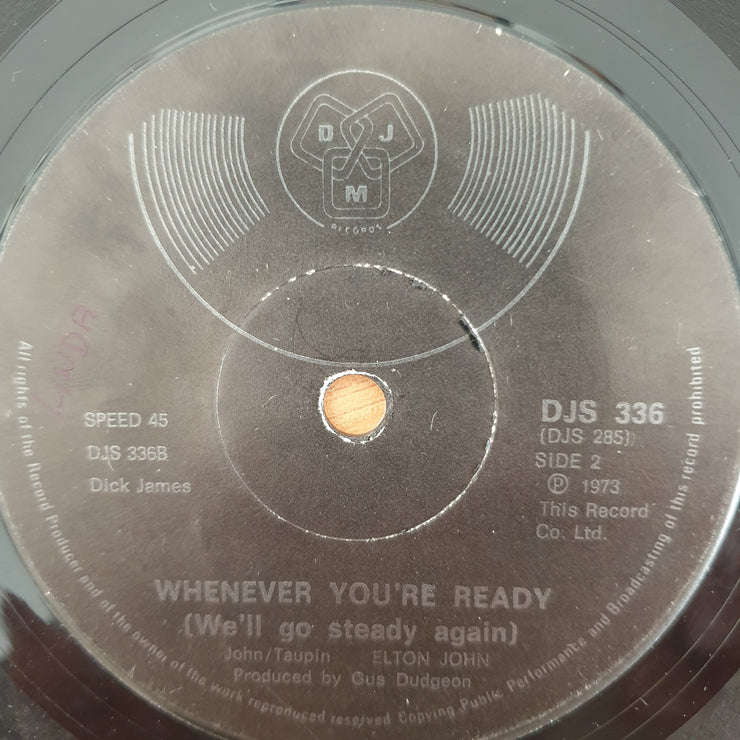 D J
M
RECORDS
LINDA
SPEED 45
DJS 336B
Dick James
DJS 336
(DJS 285)
SIDE 2
Ⓟ 1973
This Record
Co. Ltd.
WHENEVER YOU'RE READY
(We'll go steady again)
John/Taupin ELTON JOHN
Produced by Gus Dudgeon
All rights of the Record Producer end of the owner of the work reproduced reserved Copying Public Performance and Broadcasting of this record prohibited